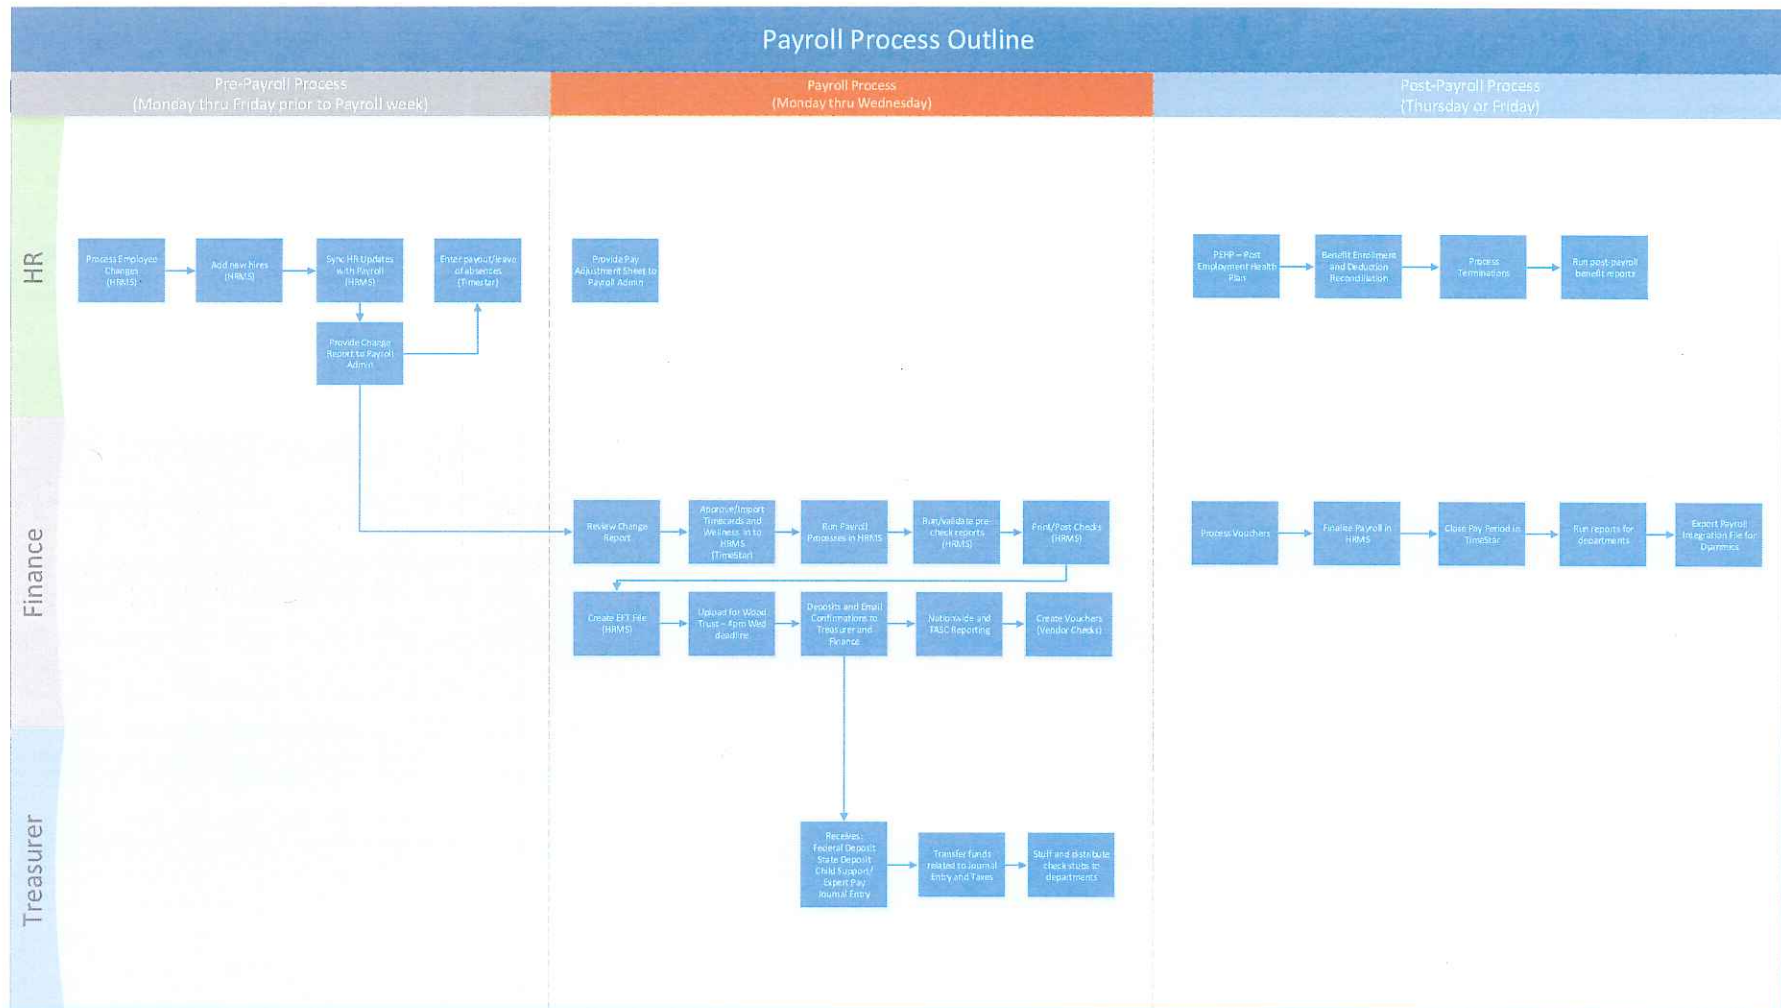 Payroll Process Outline
Pre-Payroll Process
(Monday thru Friday prior to Payroll week)
Payroll Process
(Monday thru Wednesday)
Post-Payroll Process
(Thursday or Friday)
HR
Process Employee
Changes
(HRMS)
Add new hires
(HRMS)
Sync HR Updates
with Payroll
(HRMS)
Enter payout/leave
of absences
(Timestar)
Provide Change
Report to Payroll
Admin
Provide Pay
Adjustment Sheet to
Payroll Admin
PEHP – Post
Employment Health
Plan
Benefit Enrollment
and Deduction
Reconciliation
Process
Terminations
Run post-payroll
benefit reports
Finance
Review Change
Report
Approve/Import
Timecards and
Wellness in to
HRMS
(TimeStar)
Run Payroll
Processes in HRMS
Run/validate pre-
check reports
(HRMS)
Print/Post Checks
(HRMS)
Create EFT File
(HRMS)
Upload for Wood
Trust – 4pm Wed
deadline
Deposits and Email
Confirmations to
Treasurer and
Finance
Nationwide and
TASC Reporting
Create Vouchers
(Vendor Checks)
Process Vouchers
Finalize Payroll in
HRMS
Close Pay Period in
TimeStar
Run reports for
departments
Export Payroll
Integration File for
Dynamics
Treasurer
Receives:
Federal Deposit
State Deposit
Child Support/
Expert Pay
Journal Entry
Transfer funds
related to Journal
Entry and Taxes
Stuff and distribute
check stubs to
departments